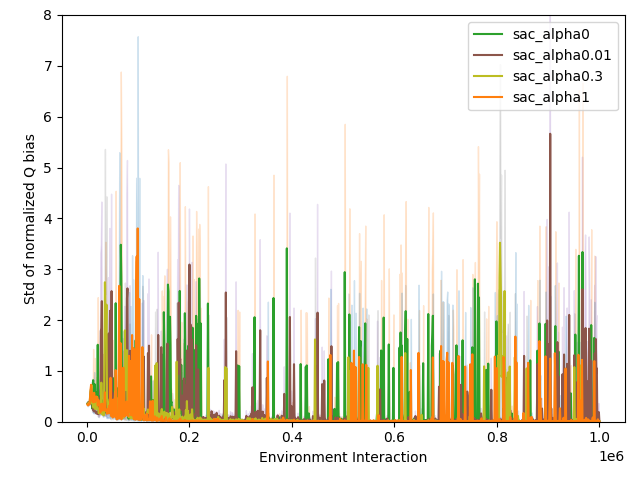 8
7
6
5
4
3
2
1
0
Std of normalized Q bias
sac_alpha0
sac_alpha0.01
sac_alpha0.3
sac_alpha1
0.0
0.2
0.4
0.6
0.8
1.0
1e6
Environment Interaction